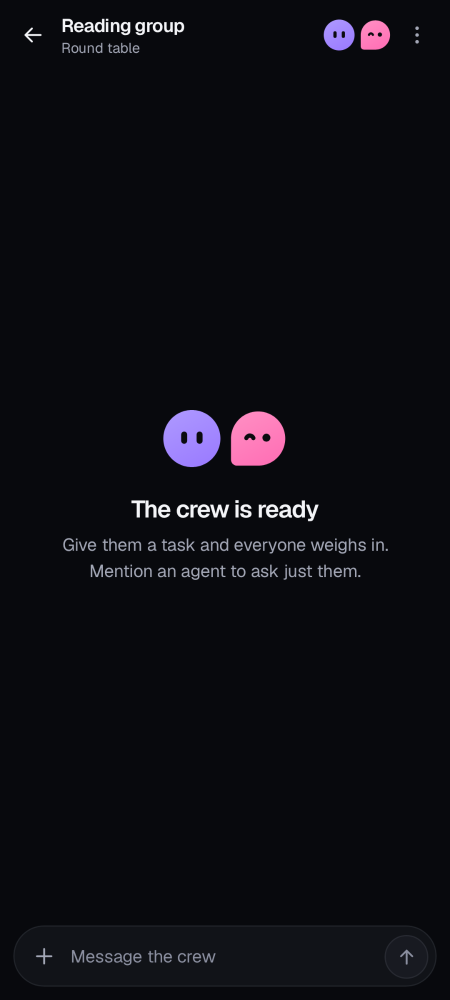 Reading group
Round table
The crew is ready
Give them a task and everyone weighs in.
Mention an agent to ask just them.
Message the crew